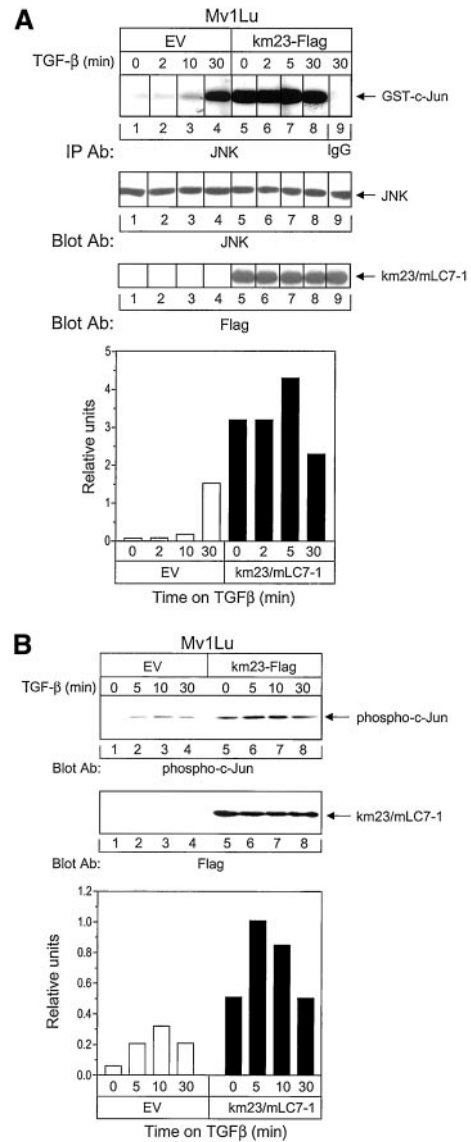 A
Mv1Lu
EV km23-Flag
TGF-β (min) 0 2 10 30 0 2 5 30 30
GST-c-Jun
1 2 3 4 5 6 7 8 9
IP Ab: JNK IgG
JNK
1 2 3 4 5 6 7 8 9
Blot Ab: JNK
km23/mLC7-1
1 2 3 4 5 6 7 8 9
Blot Ab: Flag
5
4
3
2
1
0
Relative units
0 2 10 30 0 2 5 30
EV km23/mLC7-1
Time on TGFβ (min)
B
Mv1Lu
EV km23-Flag
TGF-β (min) 0 5 10 30 0 5 10 30
phospho-c-Jun
1 2 3 4 5 6 7 8
Blot Ab: phospho-c-Jun
km23/mLC7-1
1 2 3 4 5 6 7 8
Blot Ab: Flag
1.2
1.0
0.8
0.6
0.4
0.2
0.0
Relative units
0 5 10 30 0 5 10 30
EV km23/mLC7-1
Time on TGFβ (min)